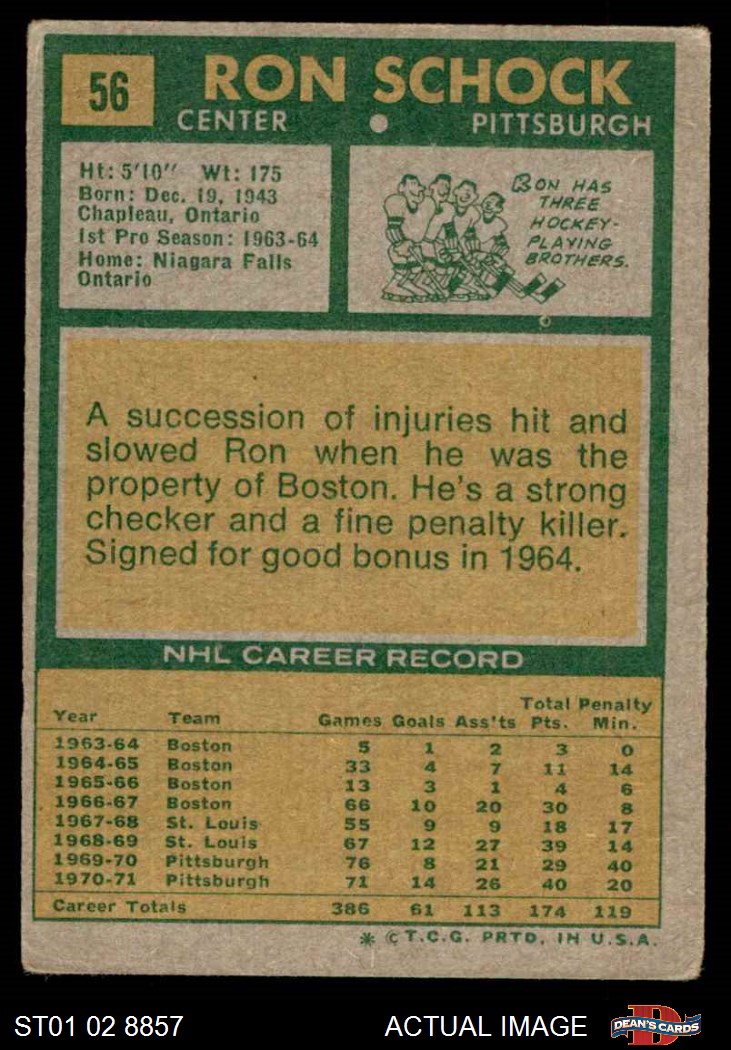 56
RON SCHOCK
CENTER ● PITTSBURGH
Ht: 5'10" Wt: 175
Born: Dec. 19, 1943
Chapleau, Ontario
1st Pro Season: 1963-64
Home: Niagara Falls
Ontario
RON HAS
THREE
HOCKEY-
PLAYING
BROTHERS.
A succession of injuries hit and
slowed Ron when he was the
property of Boston. He's a strong
checker and a fine penalty killer.
Signed for good bonus in 1964.
NHL CAREER RECORD
Year Team Games Goals Ass'ts Total Pts. Penalty Min.
1963-64 Boston 5 1 2 3 0
1964-65 Boston 33 4 7 11 14
1965-66 Boston 13 3 1 4 6
1966-67 Boston 66 10 20 30 8
1967-68 St. Louis 55 9 9 18 17
1968-69 St. Louis 67 12 27 39 14
1969-70 Pittsburgh 76 8 21 29 40
1970-71 Pittsburgh 71 14 26 40 20
Career Totals 386 61 113 174 119
* © T.C.G. PRTD. IN U.S.A.
ST01 02 8857 ACTUAL IMAGE
DEAN'S CARDS